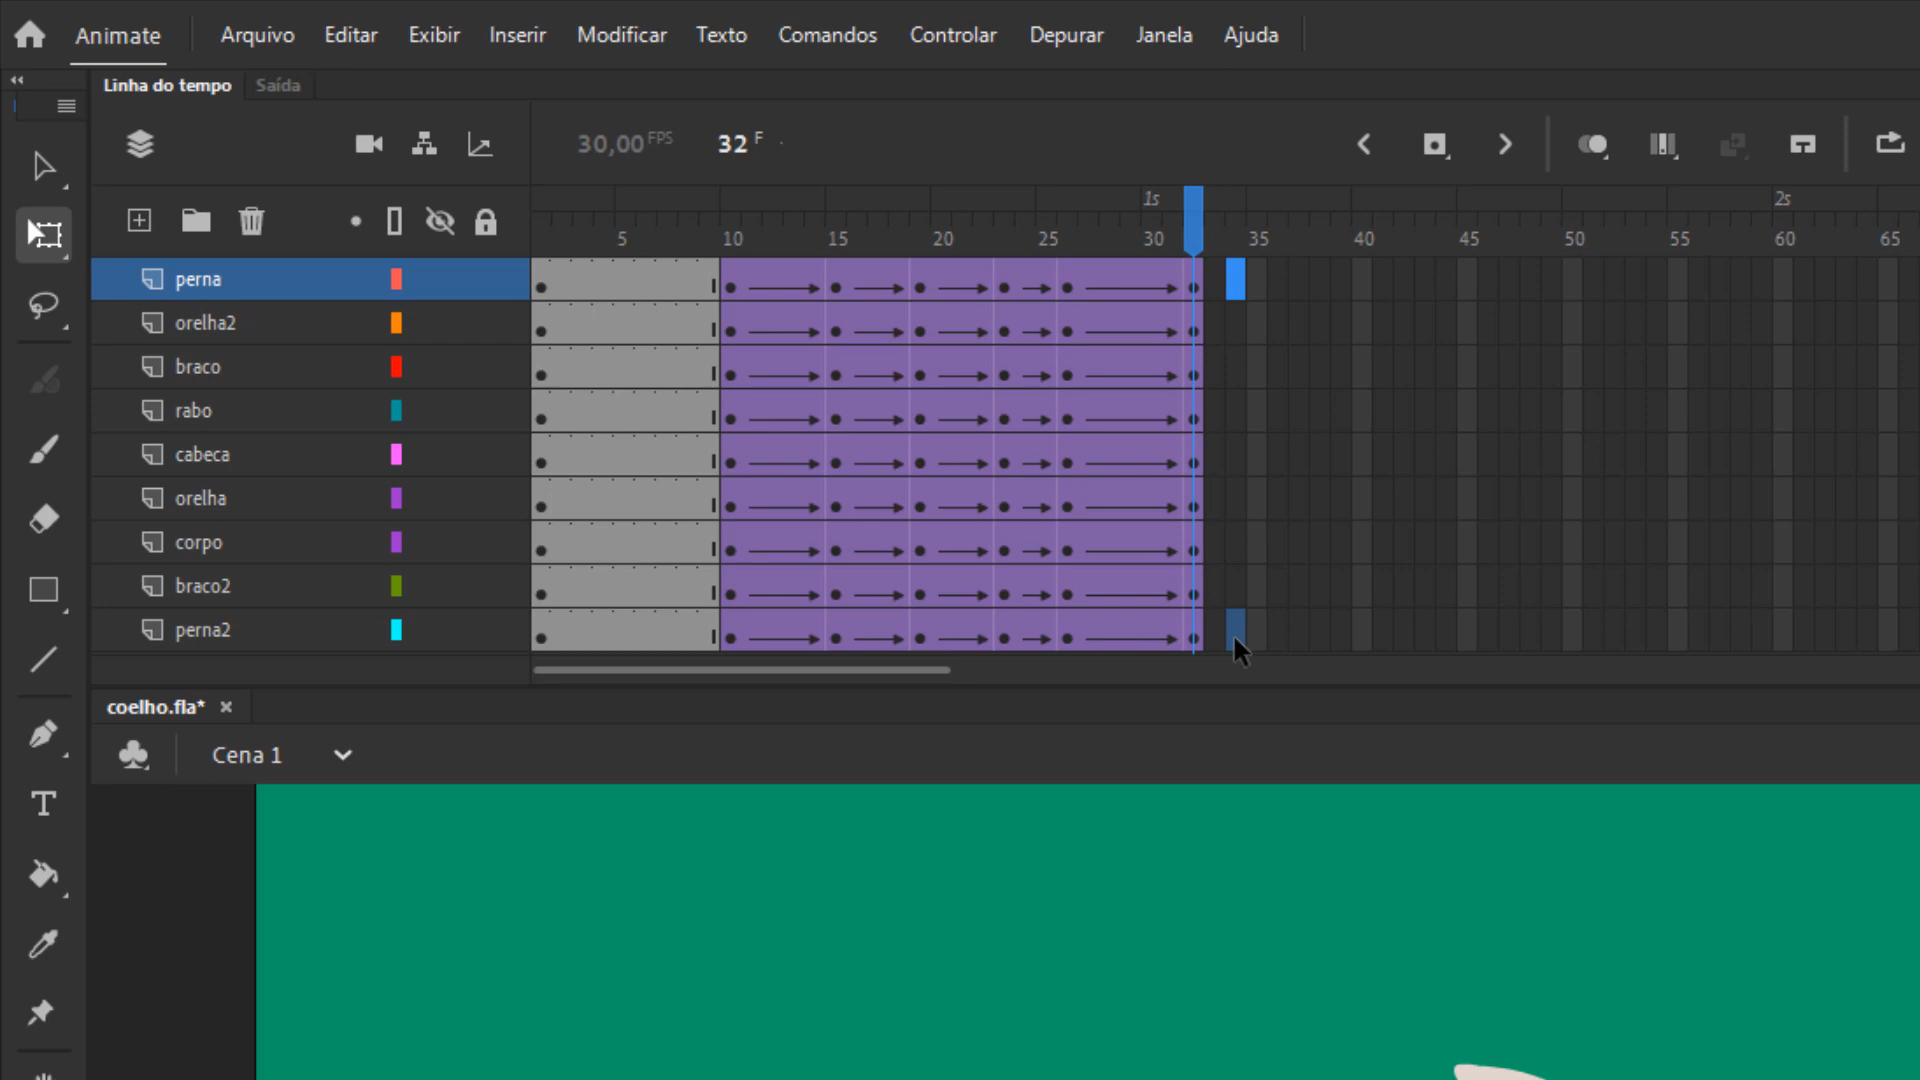 Animate Arquivo Editar Exibir Inserir Modificar Texto Comandos Controlar Depurar Janela Ajuda
Linha do tempo Saída
30,00 FPS 32 F
1s 2s
5 10 15 20 25 30 35 40 45 50 55 60 65
perna
orelha2
braco
rabo
cabeca
orelha
corpo
braco2
perna2
coelho.fla*
Cena 1